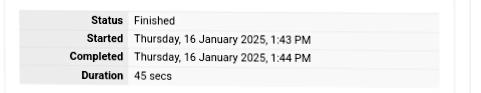 Status Finished
Started Thursday, 16 January 2025, 1:43 PM
Completed Thursday, 16 January 2025, 1:44 PM
Duration 45 secs